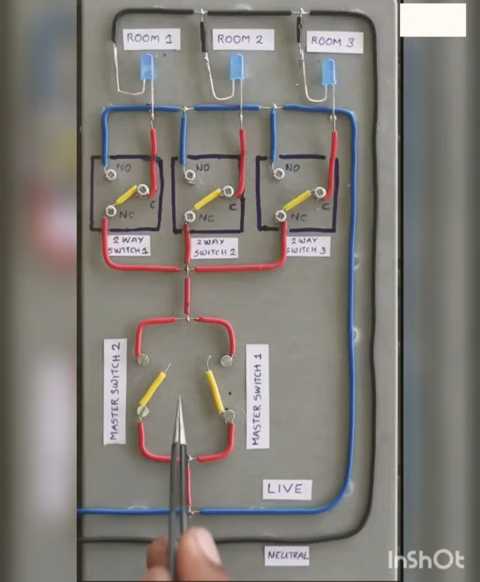 ROOM 1
ROOM 2
ROOM 3
NO
NO
NO
C
C
C
NC
NC
NC
2 WAY
SWITCH 1
2 WAY
SWITCH 2
2 WAY
SWITCH 3
MASTER SWITCH 2
MASTER SWITCH 1
LIVE
NEUTRAL
InShOt